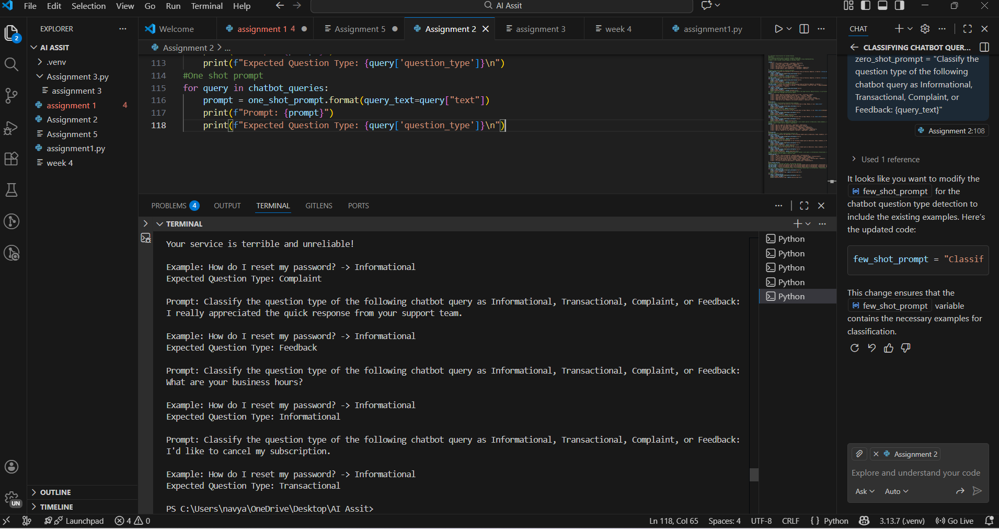 File Edit Selection View Go Run Terminal Help
AI Assit
EXPLORER
2
AI ASSIT
.venv
Assignment 3.py
assignment 3
assignment 1 4
Assignment 2
Assignment 5
assignment1.py
week 4
OUTLINE
TIMELINE
UN
Welcome
assignment 1 4
Assignment 5
Assignment 2
assignment 3
week 4
assignment1.py
Assignment 2 > ...
113 print(f"Expected Question Type: {query['question_type']}\n")
114 #One shot prompt
115 for query in chatbot_queries:
116 prompt = one_shot_prompt.format(query_text=query["text"])
117 print(f"Prompt: {prompt}")
118 print(f"Expected Question Type: {query['question_type']}\n")
PROBLEMS 4 OUTPUT TERMINAL GITLENS PORTS
TERMINAL
Your service is terrible and unreliable!
Example: How do I reset my password? -> Informational
Expected Question Type: Complaint
Prompt: Classify the question type of the following chatbot query as Informational, Transactional, Complaint, or Feedback:
I really appreciated the quick response from your support team.
Example: How do I reset my password? -> Informational
Expected Question Type: Feedback
Prompt: Classify the question type of the following chatbot query as Informational, Transactional, Complaint, or Feedback:
What are your business hours?
Example: How do I reset my password? -> Informational
Expected Question Type: Informational
Prompt: Classify the question type of the following chatbot query as Informational, Transactional, Complaint, or Feedback:
I'd like to cancel my subscription.
Example: How do I reset my password? -> Informational
Expected Question Type: Transactional
PS C:\Users\navya\OneDrive\Desktop\AI Assit>
Python
Python
Python
Python
Python
CHAT
CLASSIFYING CHATBOT QUER...
zero_shot_prompt = "Classify the
question type of the following
chatbot query as Informational,
Transactional, Complaint, or
Feedback: {query_text}"
Assignment 2:108
Used 1 reference
It looks like you want to modify the
few_shot_prompt for the
chatbot question type detection to
include the existing examples. Here's
the updated code:
few_shot_prompt = "Classif
This change ensures that the
few_shot_prompt variable
contains the necessary examples for
classification.
Assignment 2
Explore and understand your code
Ask Auto
Launchpad 4 0
Ln 118, Col 65 Spaces: 4 UTF-8 CRLF {} Python 3.13.7 (.venv) Go Live